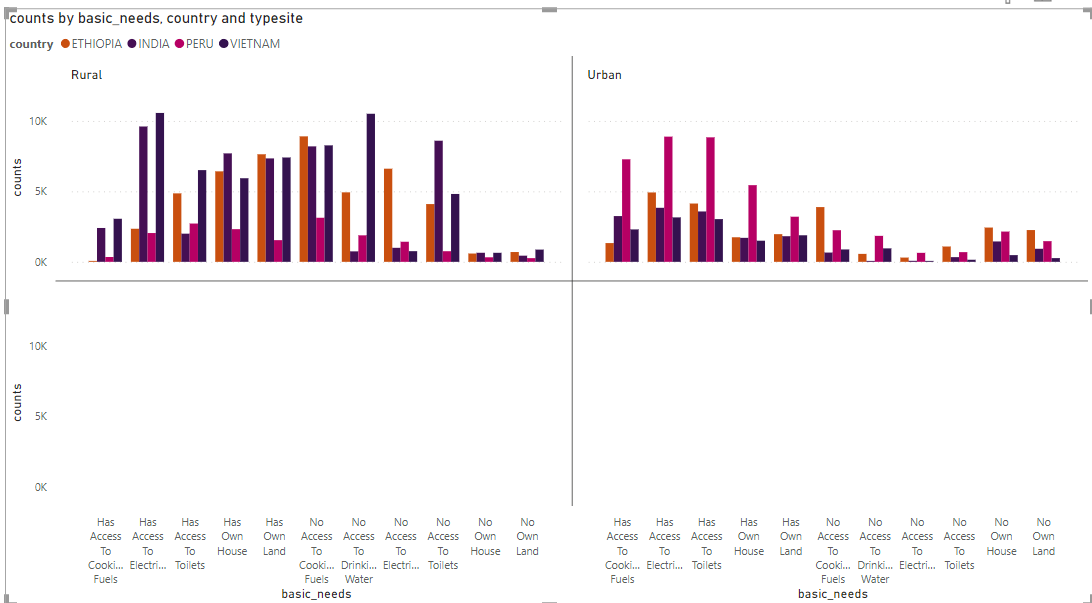 counts by basic_needs, country and typesite
country ETHIOPIA INDIA PERU VIETNAM
Rural
Urban
10K
5K
0K
counts
10K
5K
0K
counts
Has Access To Cooki... Fuels
Has Access To Electri...
Has Access To Toilets
Has Own House
Has Own Land
No Access To Cooki... Fuels
No Access To Drinki... Water
No Access To Electri...
No Access To Toilets
No Own House
No Own Land
basic_needs
Has Access To Cooki... Fuels
Has Access To Electri...
Has Access To Toilets
Has Own House
Has Own Land
No Access To Cooki... Fuels
No Access To Drinki... Water
No Access To Electri...
No Access To Toilets
No Own House
No Own Land
basic_needs